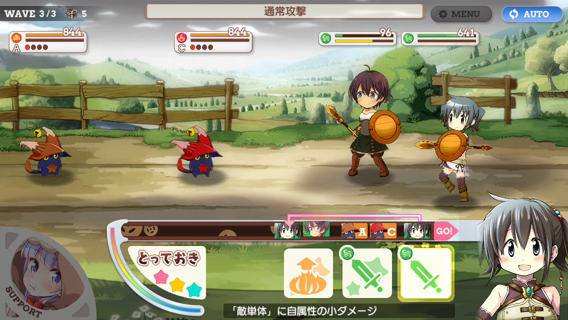 WAVE 3/3 5
通常攻撃
MENU
AUTO
844
A
844
C
96
641
A
C
GO!
とっておき
SUPPORT
「敵単体」に自属性の小ダメージ